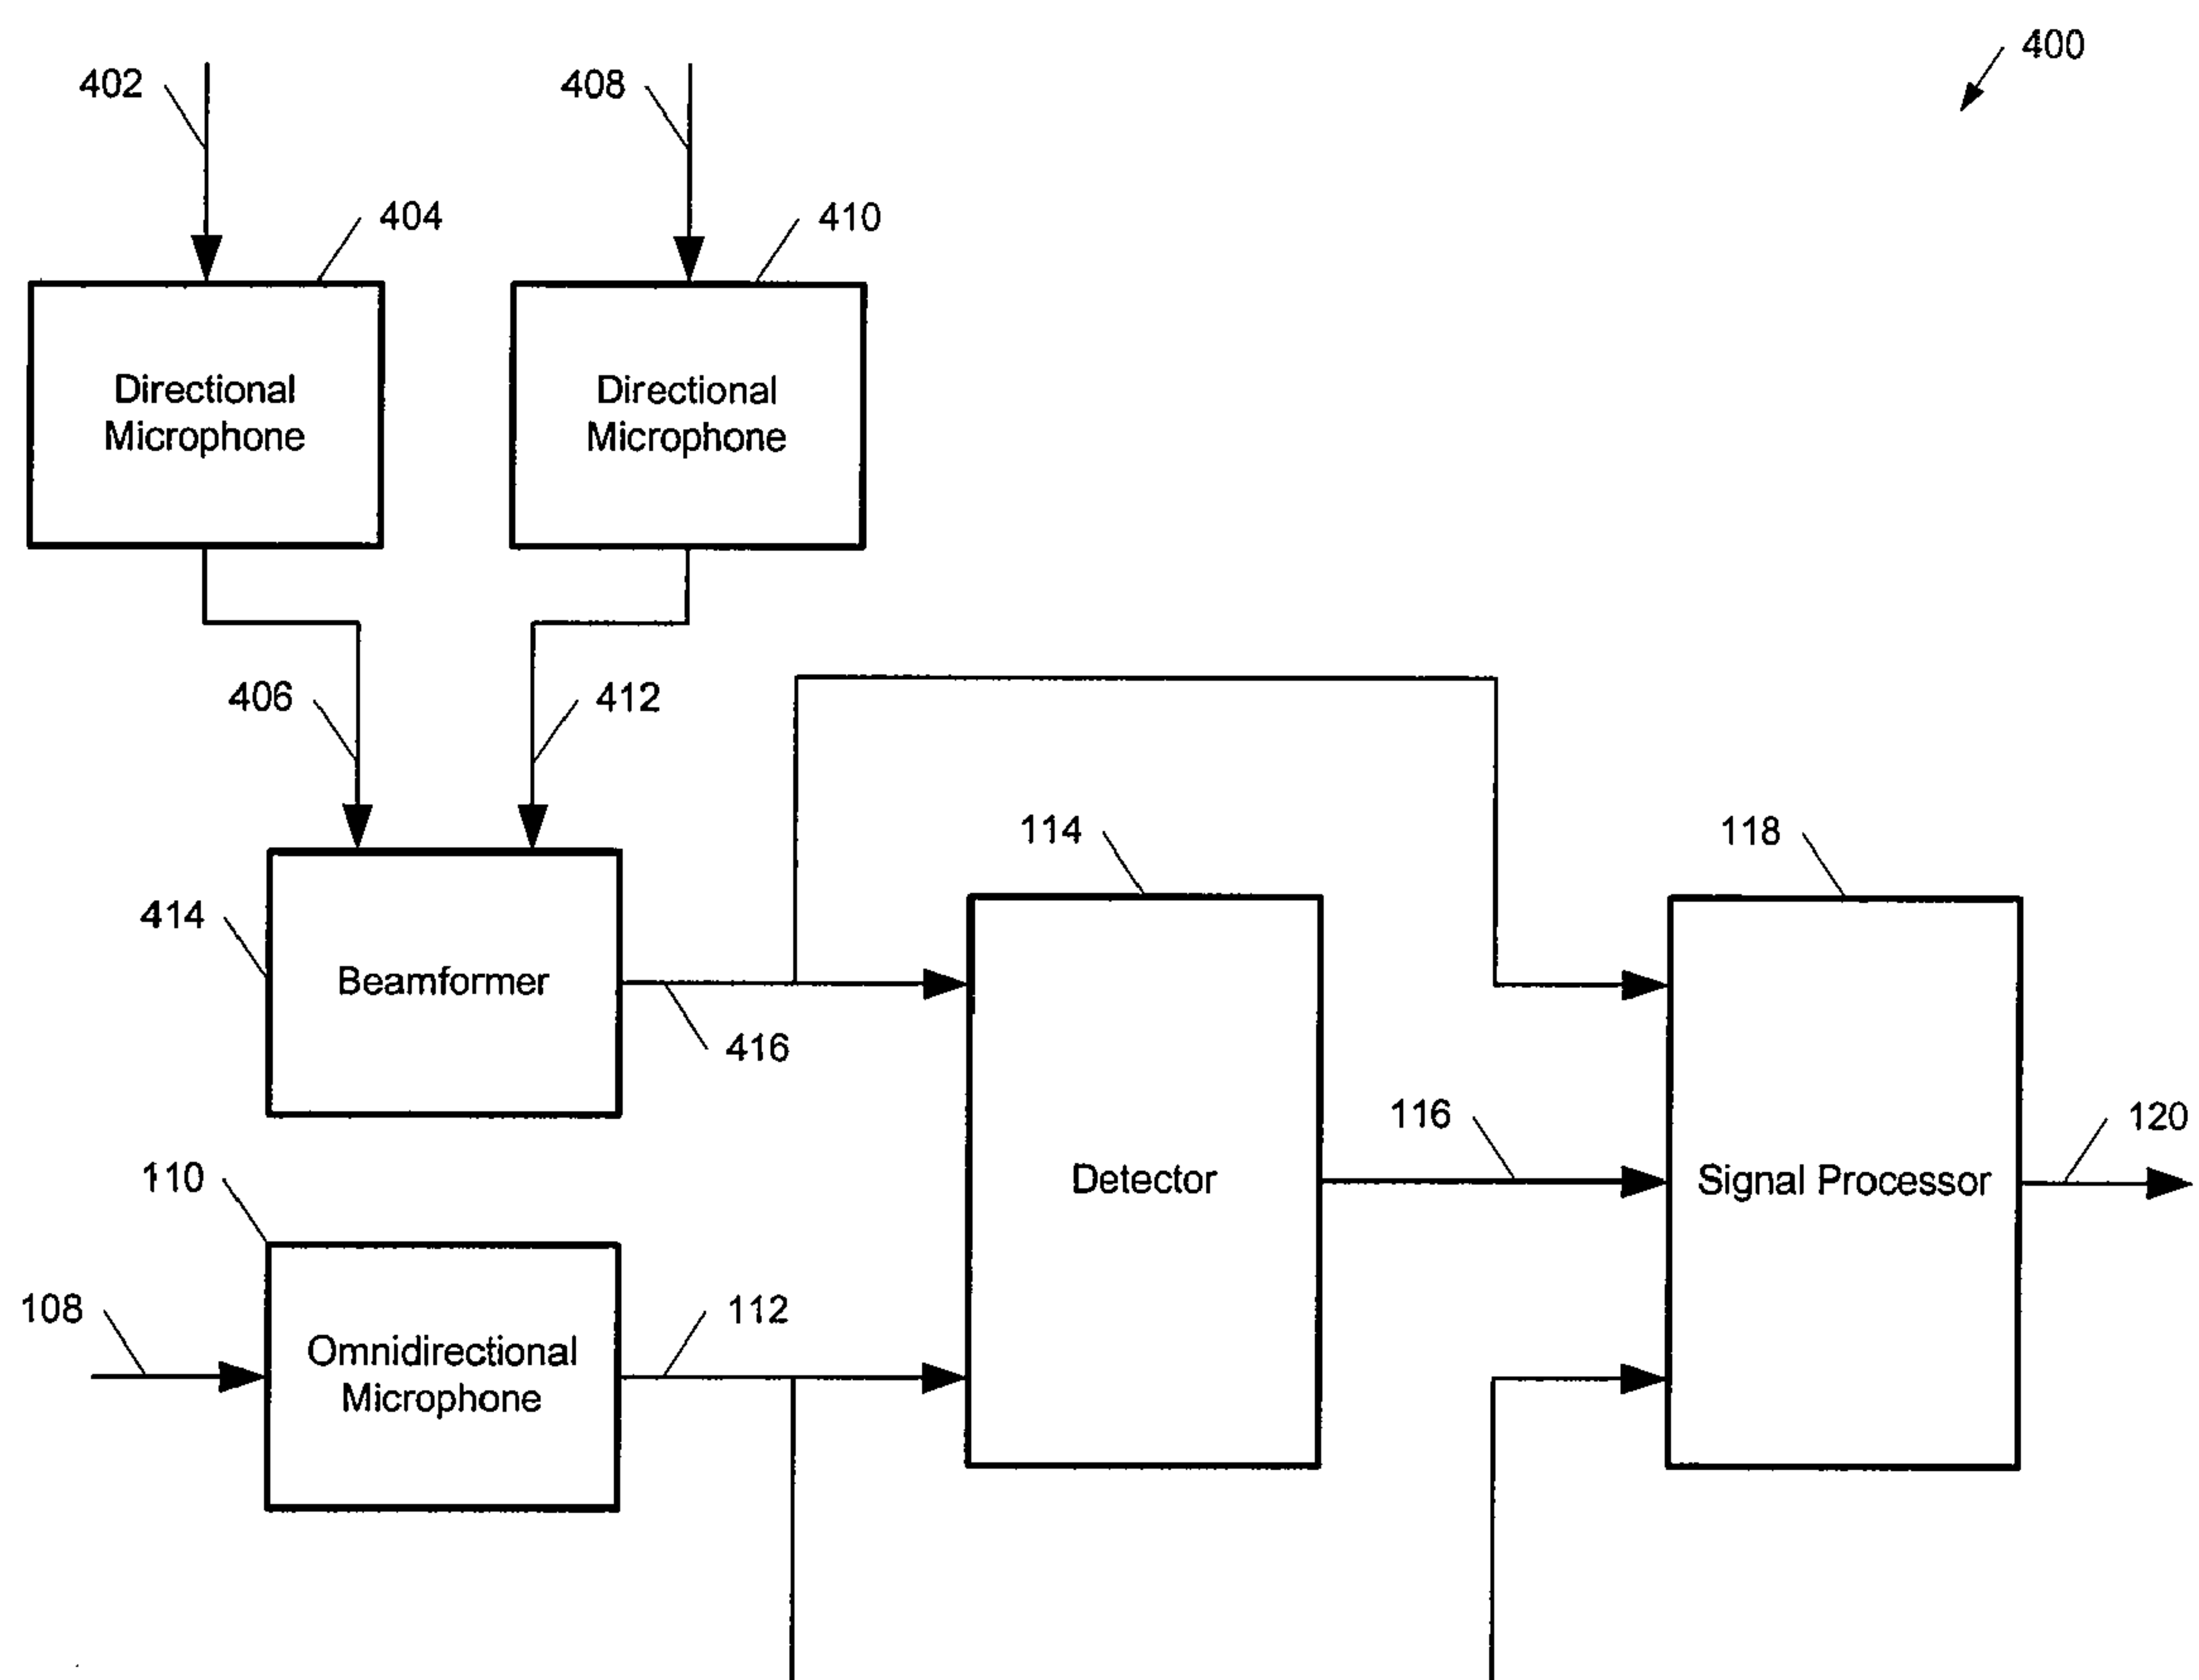 400
402
408
404
410
Directional
Microphone
Directional
Microphone
406
412
114
118
414
Beamformer
416
116
120
110
Detector
Signal Processor
108
112
Omnidirectional
Microphone